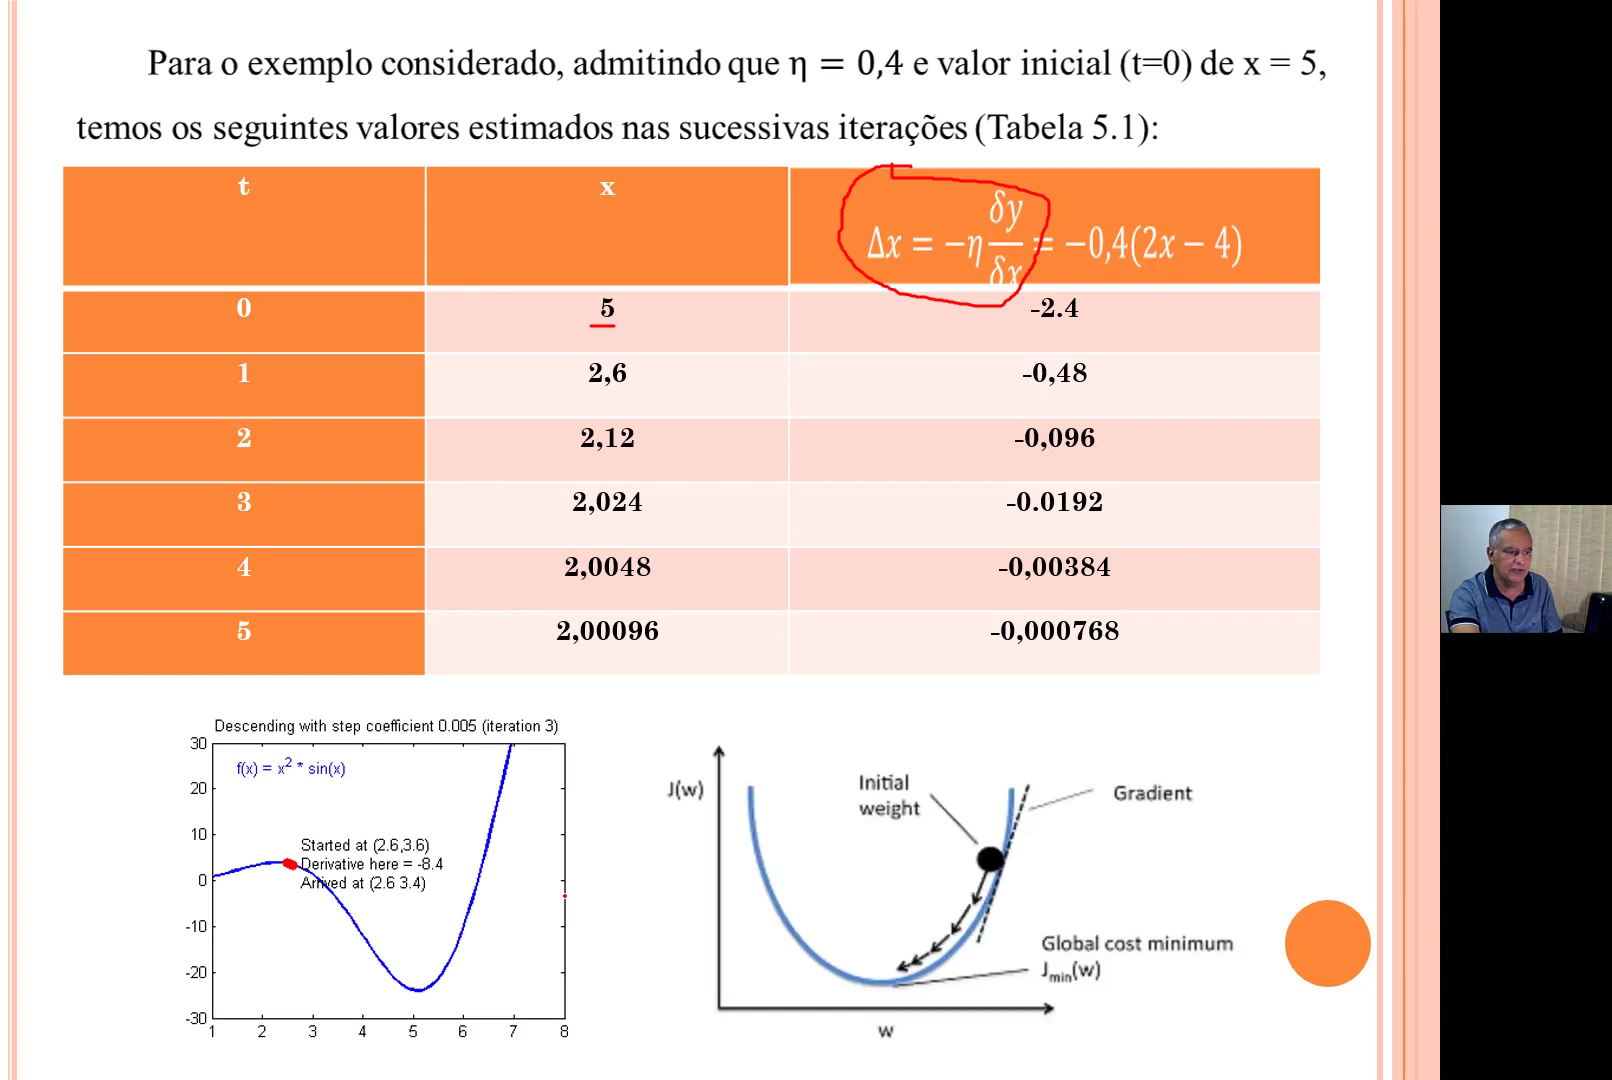 Para o exemplo considerado, admitindo que η = 0,4 e valor inicial (t=0) de x = 5,
temos os seguintes valores estimados nas sucessivas iterações (Tabela 5.1):
t x Δx = −η δy/δx = −0,4(2x − 4)
0 5 -2.4
1 2,6 -0,48
2 2,12 -0,096
3 2,024 -0.0192
4 2,0048 -0,00384
5 2,00096 -0,000768
Descending with step coefficient 0.005 (iteration 3)
f(x) = x² * sin(x)
Started at (2.6,3.6)
Derivative here = -8.4
Arrived at (2.6 3.4)
30
20
10
0
-10
-20
-30
1 2 3 4 5 6 7 8
J(w)
Initial
weight
Gradient
Global cost minimum
Jmin(w)
w